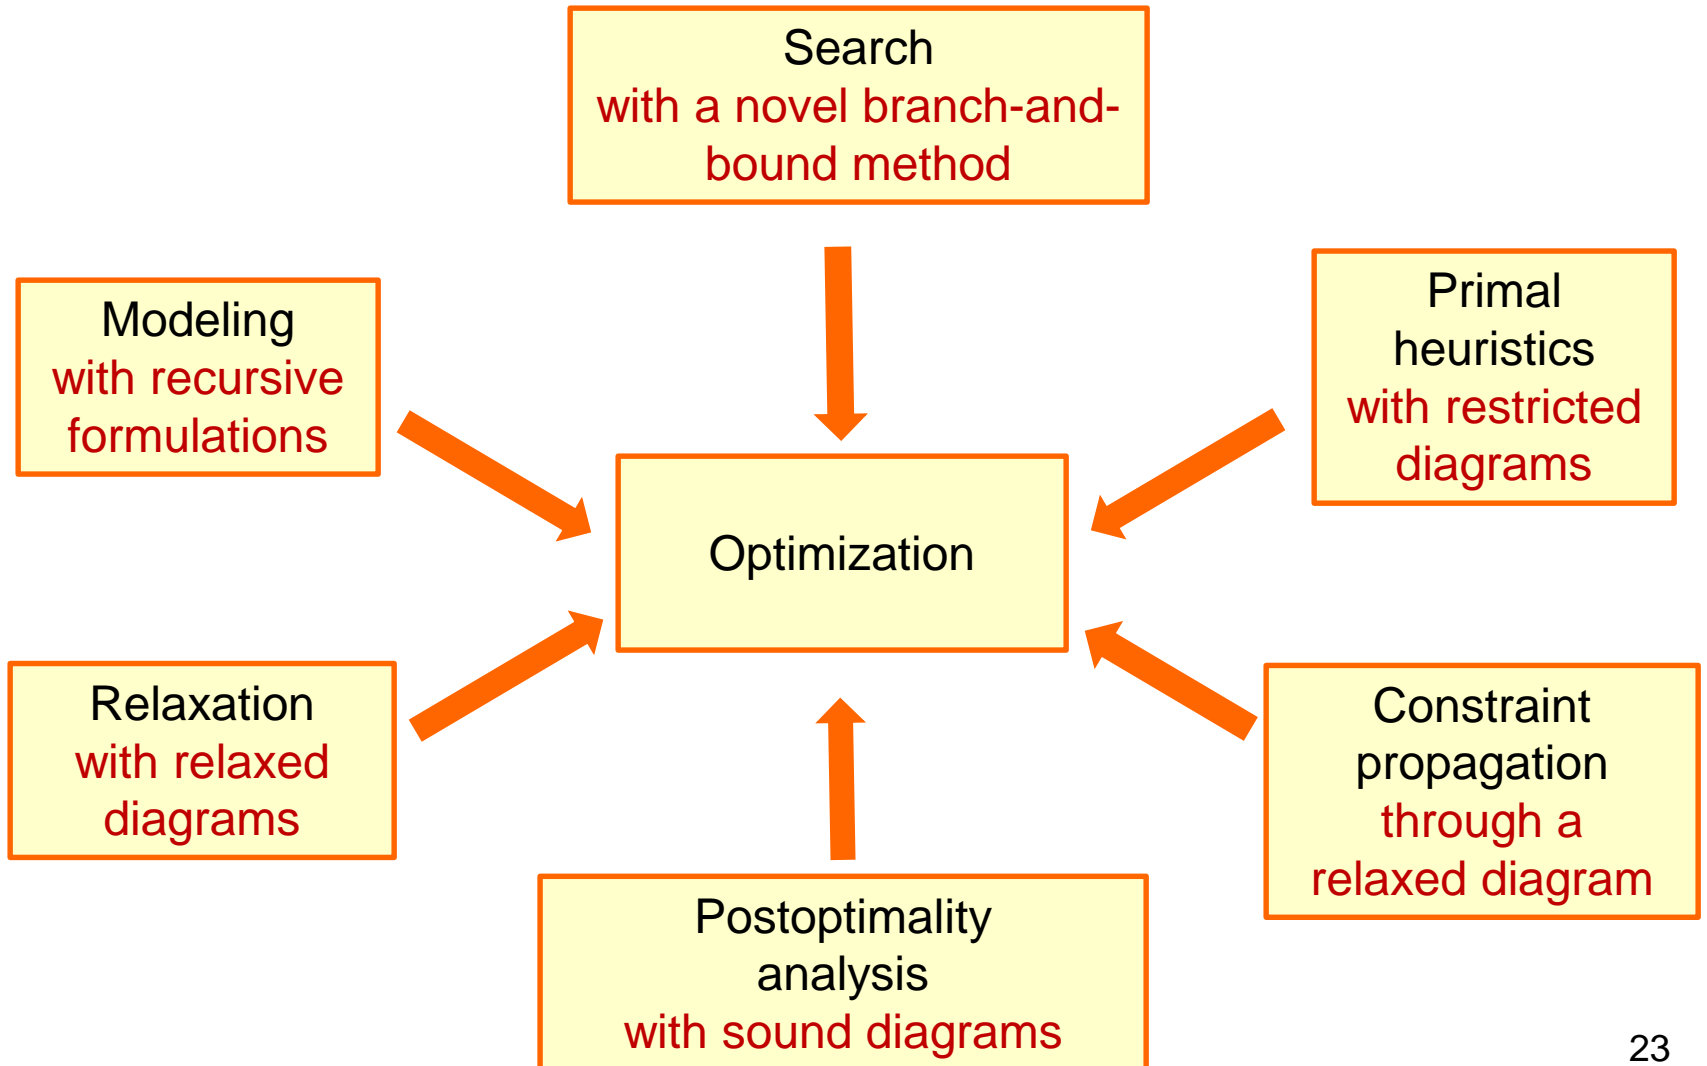 Search
with a novel branch-and-
bound method
Modeling
with recursive
formulations
Primal
heuristics
with restricted
diagrams
Optimization
Relaxation
with relaxed
diagrams
Constraint
propagation
through a
relaxed diagram
Postoptimality
analysis
with sound diagrams
23